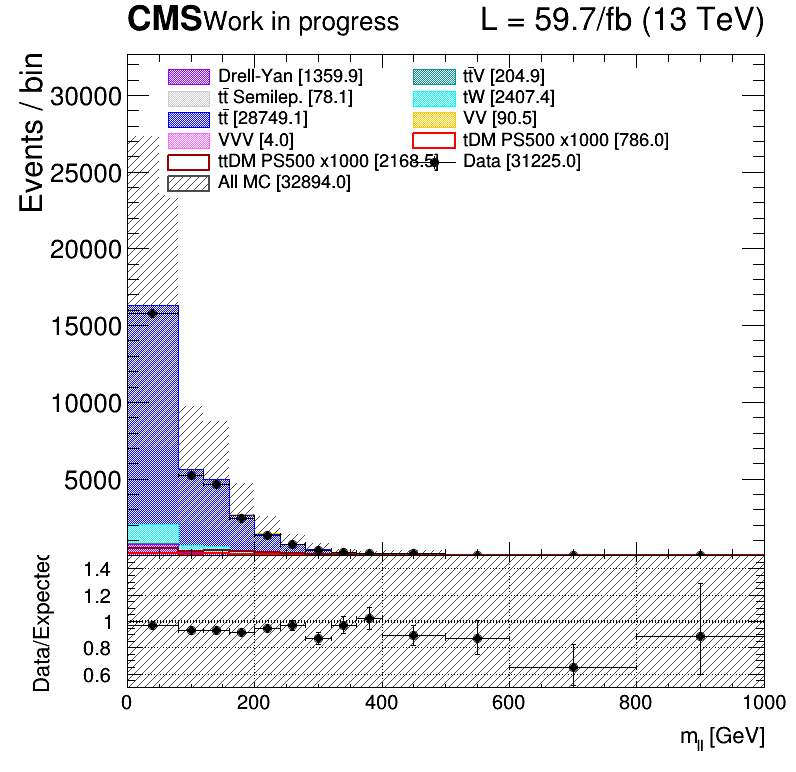 CMS Work in progress L = 59.7/fb (13 TeV)
Events / bin
Drell-Yan [1359.9] tt̄V [204.9]
tt̄ Semilep. [78.1] tW [2407.4]
tt̄ [28749.1] VV [90.5]
VVV [4.0] tDM PS500 x1000 [786.0]
ttDM PS500 x1000 [2168.5] Data [31225.0]
All MC [32894.0]
30000
25000
20000
15000
10000
5000
Data/Expected
1.4
1.2
1
0.8
0.6
0 200 400 600 800 1000
m_ll [GeV]